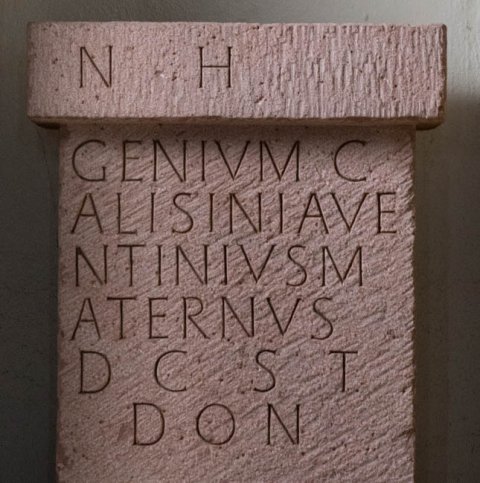 N H
GENIVM C
ALISINIAVE
NTINIVSM
ATERNVS
D C S T
DON